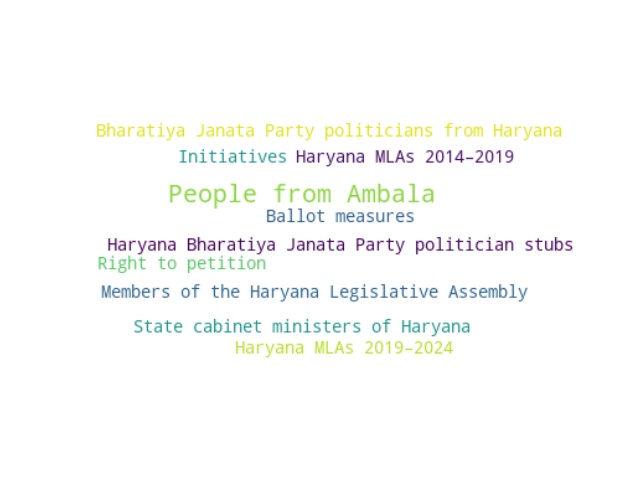 Bharatiya Janata Party politicians from Haryana
Initiatives Haryana MLAs 2014–2019
People from Ambala
Ballot measures
Haryana Bharatiya Janata Party politician stubs
Right to petition
Members of the Haryana Legislative Assembly
State cabinet ministers of Haryana
Haryana MLAs 2019–2024